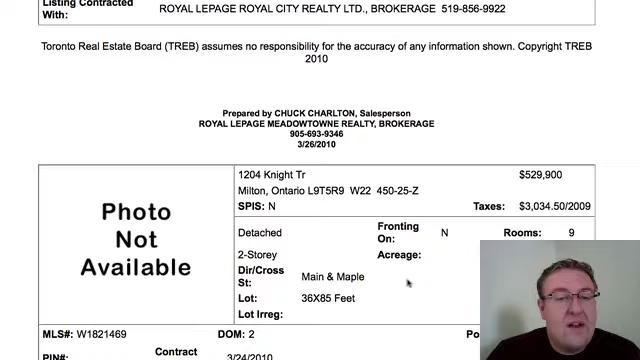 Listing Contracted
With:
ROYAL LEPAGE ROYAL CITY REALTY LTD., BROKERAGE 519-856-9922
Toronto Real Estate Board (TREB) assumes no responsibility for the accuracy of any information shown. Copyright TREB
2010
Prepared by CHUCK CHARLTON, Salesperson
ROYAL LEPAGE MEADOWTOWNE REALTY, BROKERAGE
905-693-9346
3/26/2010
Photo
Not
Available
1204 Knight Tr $529,900
Milton, Ontario L9T5R9 W22 450-25-Z
SPIS: N Taxes: $3,034.50/2009
Detached Fronting On: N Rooms: 9
2-Storey Acreage:
Dir/Cross St: Main & Maple
Lot: 36X85 Feet
Lot Irreg:
MLS#: W1821469 DOM: 2
PIN#: Contract 3/24/2010